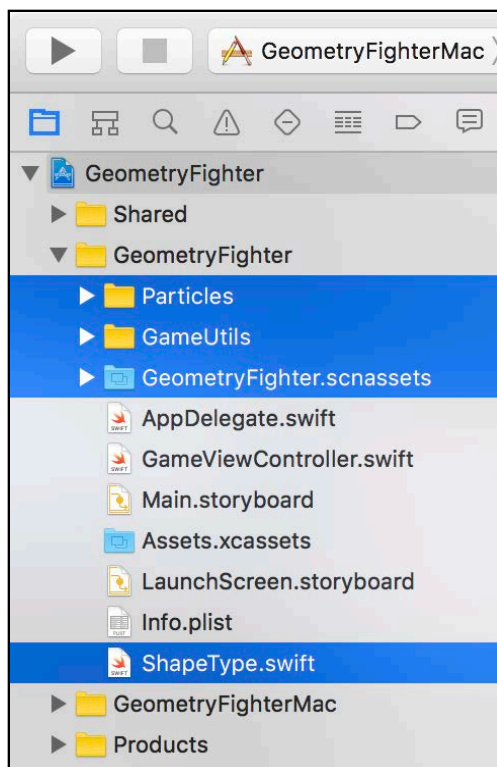 GeometryFighterMac
GeometryFighter
Shared
GeometryFighter
Particles
GameUtils
GeometryFighter.scnassets
AppDelegate.swift
GameViewController.swift
Main.storyboard
Assets.xcassets
LaunchScreen.storyboard
Info.plist
ShapeType.swift
GeometryFighterMac
Products